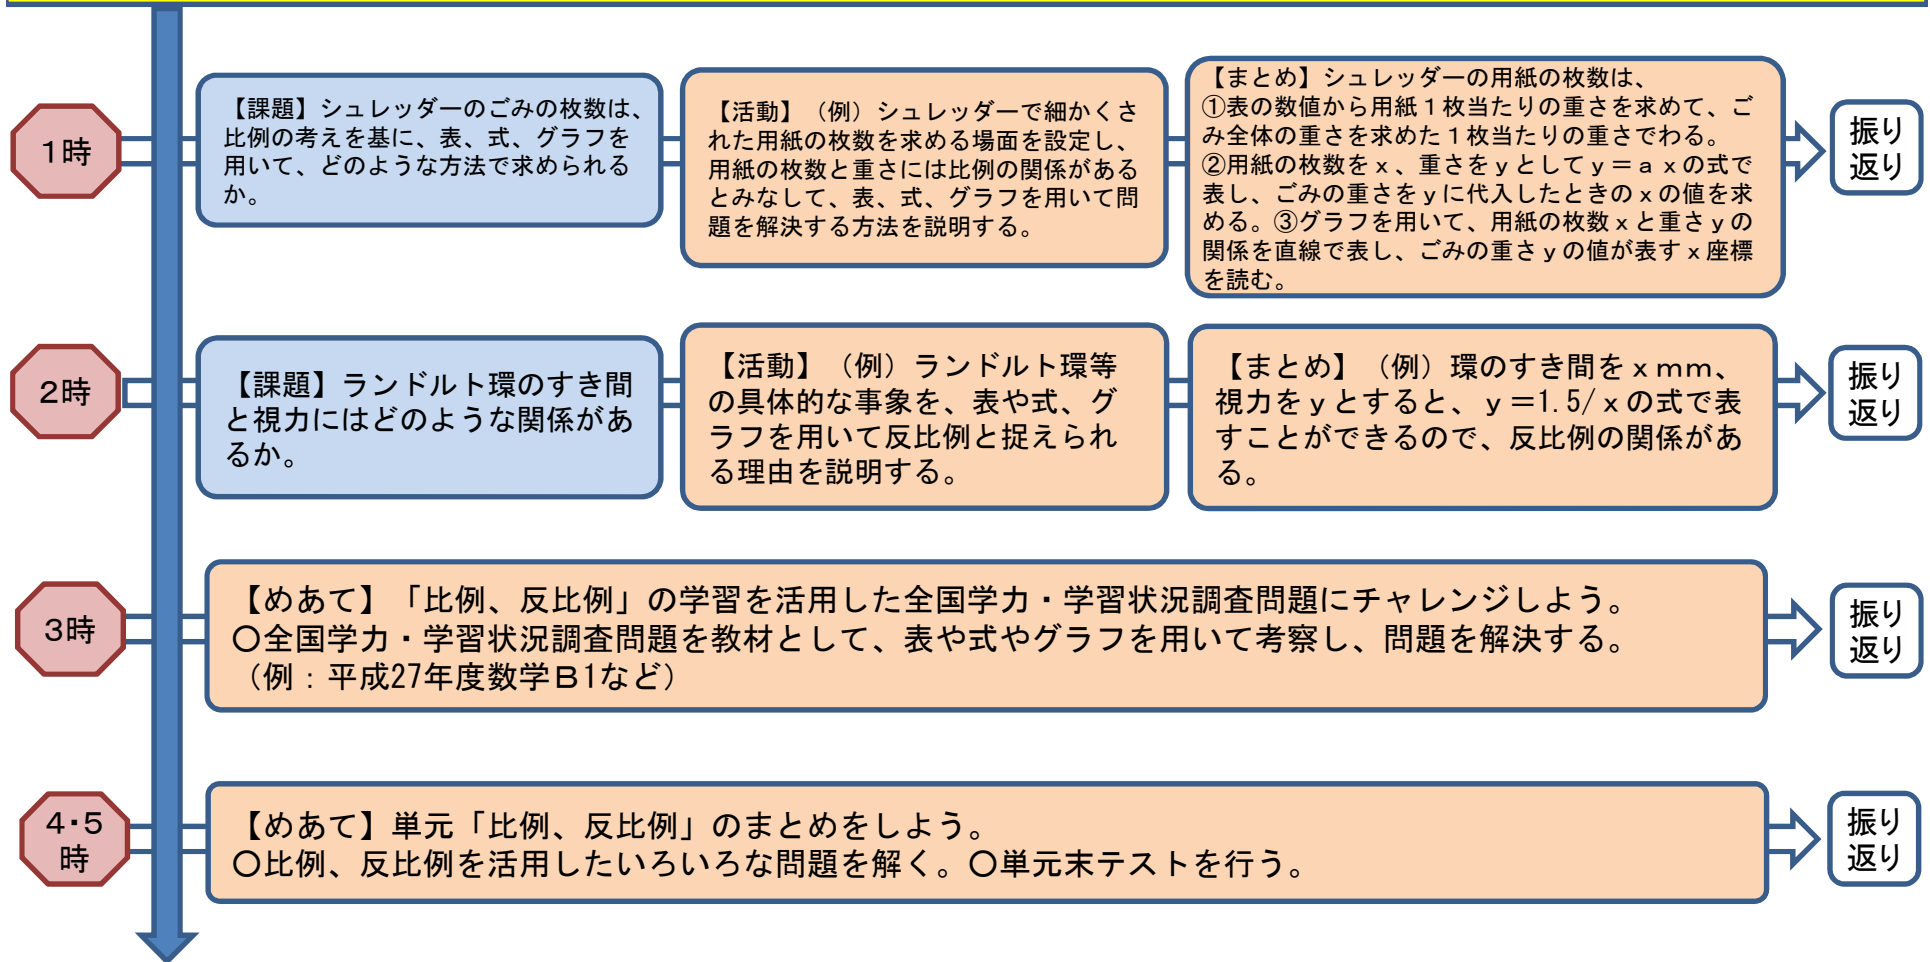 1時
【課題】シュレッダーのごみの枚数は、
比例の考えを基に、表、式、グラフを
用いて、どのような方法で求められる
か。
【活動】（例）シュレッダーで細かくさ
れた用紙の枚数を求める場面を設定し、
用紙の枚数と重さには比例の関係がある
とみなして、表、式、グラフを用いて問
題を解決する方法を説明する。
【まとめ】シュレッダーの用紙の枚数は、
①表の数値から用紙１枚当たりの重さを求めて、ご
み全体の重さを求めた１枚当たりの重さでわる。
②用紙の枚数をｘ、重さをｙとしてｙ＝ａｘの式で
表し、ごみの重さをｙに代入したときのｘの値を求
める。③グラフを用いて、用紙の枚数ｘと重さｙの
関係を直線で表し、ごみの重さｙの値が表すｘ座標
を読む。
振り
返り
2時
【課題】ランドルト環のすき間
と視力にはどのような関係があ
るか。
【活動】（例）ランドルト環等
の具体的な事象を、表や式、グ
ラフを用いて反比例と捉えられ
る理由を説明する。
【まとめ】（例）環のすき間をｘｍｍ、
視力をｙとすると、ｙ＝1.5/ｘの式で表
すことができるので、反比例の関係があ
る。
振り
返り
3時
【めあて】「比例、反比例」の学習を活用した全国学力・学習状況調査問題にチャレンジしよう。
〇全国学力・学習状況調査問題を教材として、表や式やグラフを用いて考察し、問題を解決する。
（例：平成27年度数学Ｂ1など）
振り
返り
4・5
時
【めあて】単元「比例、反比例」のまとめをしよう。
〇比例、反比例を活用したいろいろな問題を解く。〇単元末テストを行う。
振り
返り